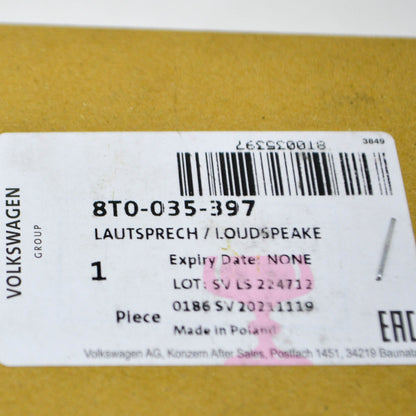 3849
8T0035397
8T0-035-397
LAUTSPRECH / LOUDSPEAKE
VOLKSWAGEN
GROUP
Expiry Date: NONE
1
LOT: SV LS 224712
0186 SV 20211119
Piece
Made in Poland
EAC
Volkswagen AG, Konzern After Sales, Postfach 1451, 34219 Baunata